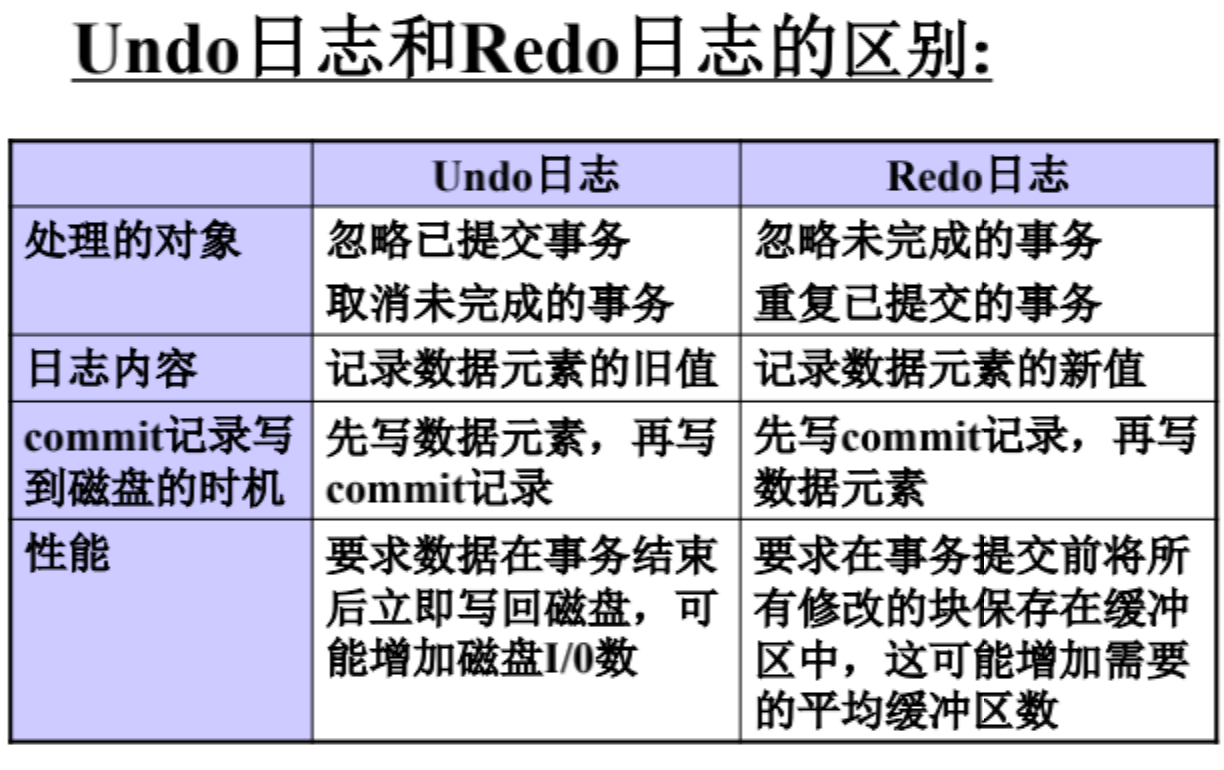 Undo日志和Redo日志的区别:
Undo日志
Redo日志
处理的对象
忽略已提交事务
取消未完成的事务
忽略未完成的事务
重复已提交的事务
日志内容
记录数据元素的旧值
记录数据元素的新值
commit记录写
到磁盘的时机
先写数据元素，再写
commit记录
先写commit记录，再写
数据元素
性能
要求数据在事务结束
后立即写回磁盘，可
能增加磁盘I/0数
要求在事务提交前将所
有修改的块保存在缓冲
区中，这可能增加需要
的平均缓冲区数